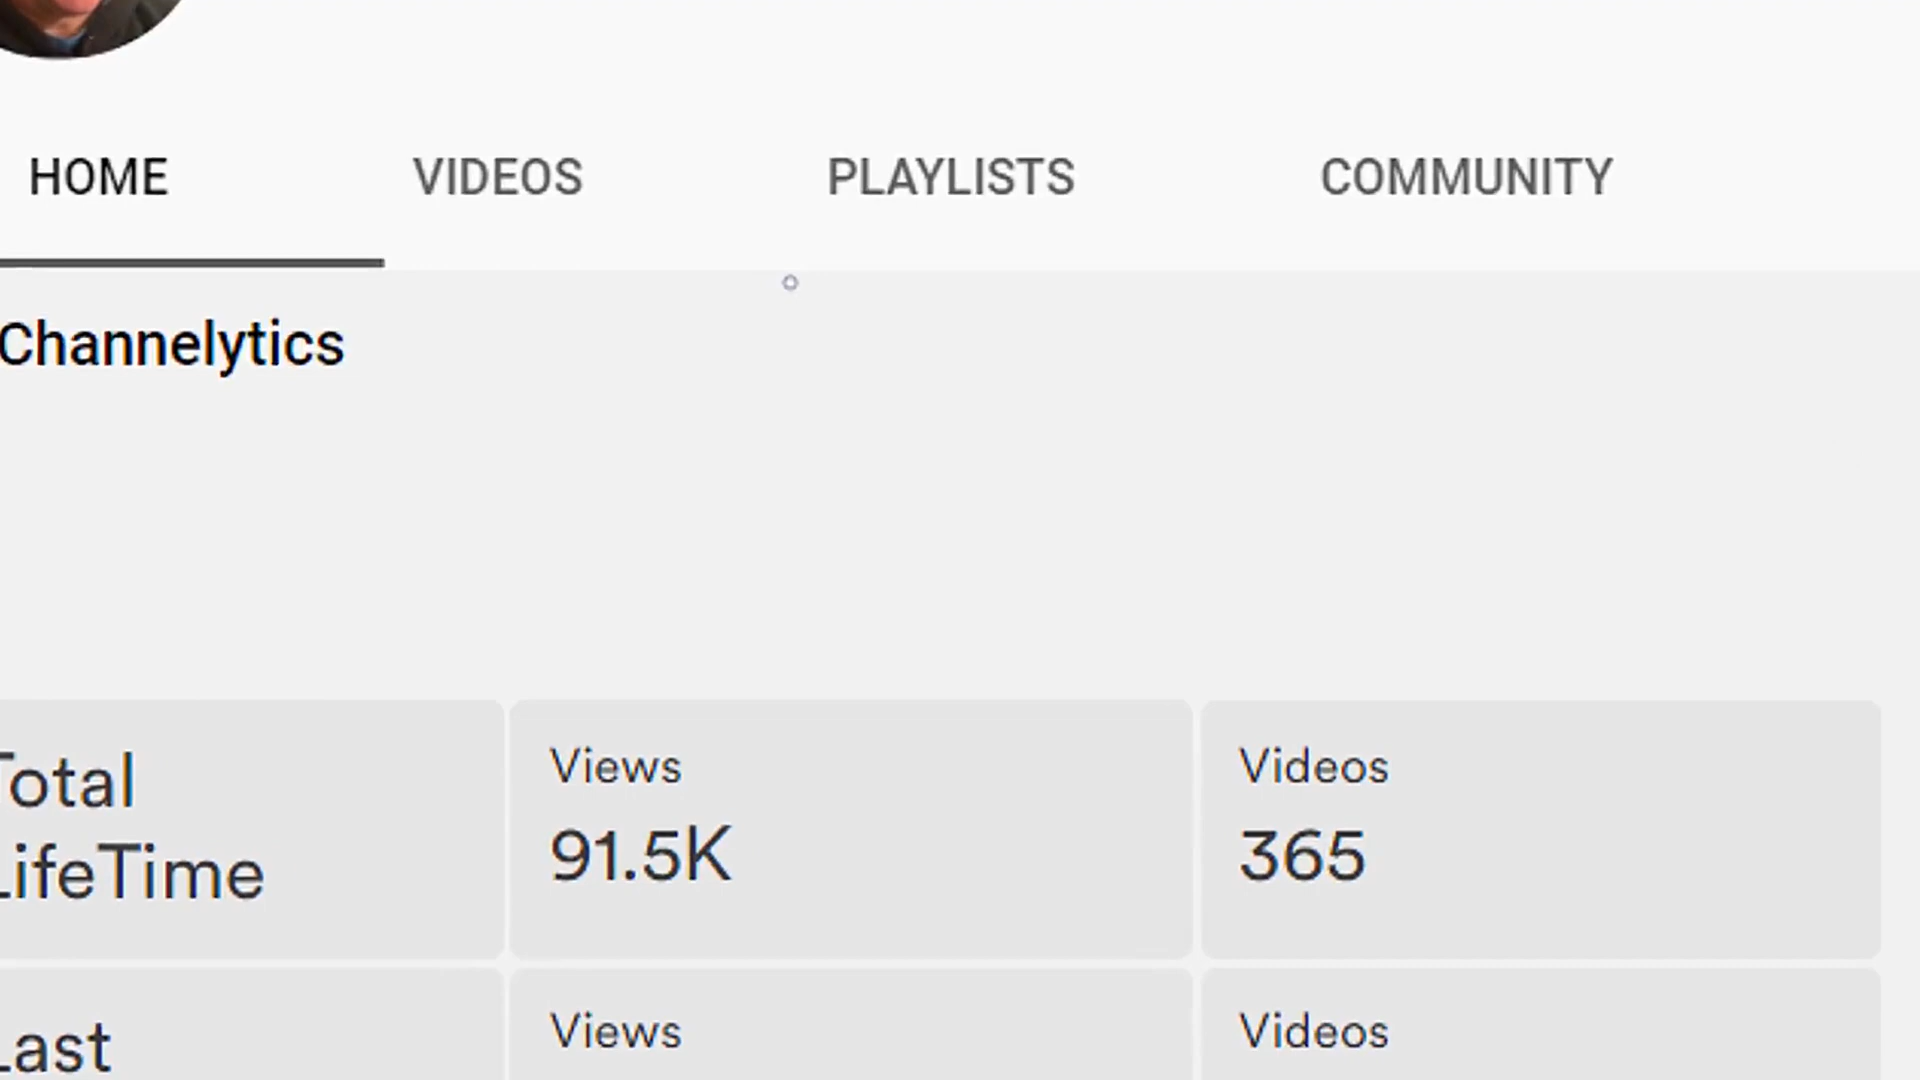 HOME VIDEOS PLAYLISTS COMMUNITY
Channelytics
Total
LifeTime
Views
91.5K
Videos
365
Last
Views
Videos